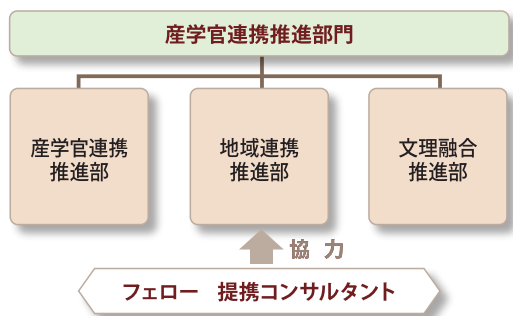 産学官連携推進部門
産学官連携
推進部
地域連携
推進部
文理融合
推進部
協 力
フェロー 提携コンサルタント